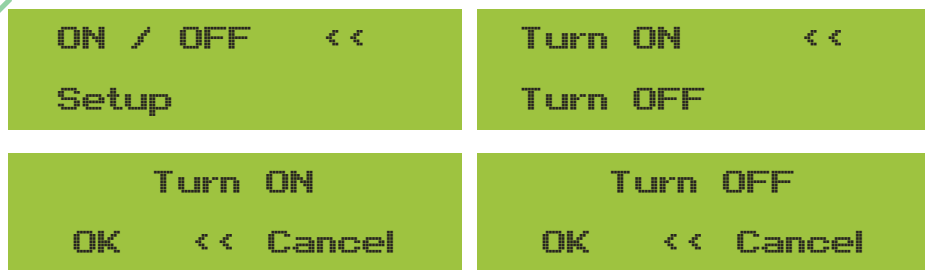 ON / OFF <<
Setup
Turn ON <<
Turn OFF
Turn ON
OK << Cancel
Turn OFF
OK << Cancel